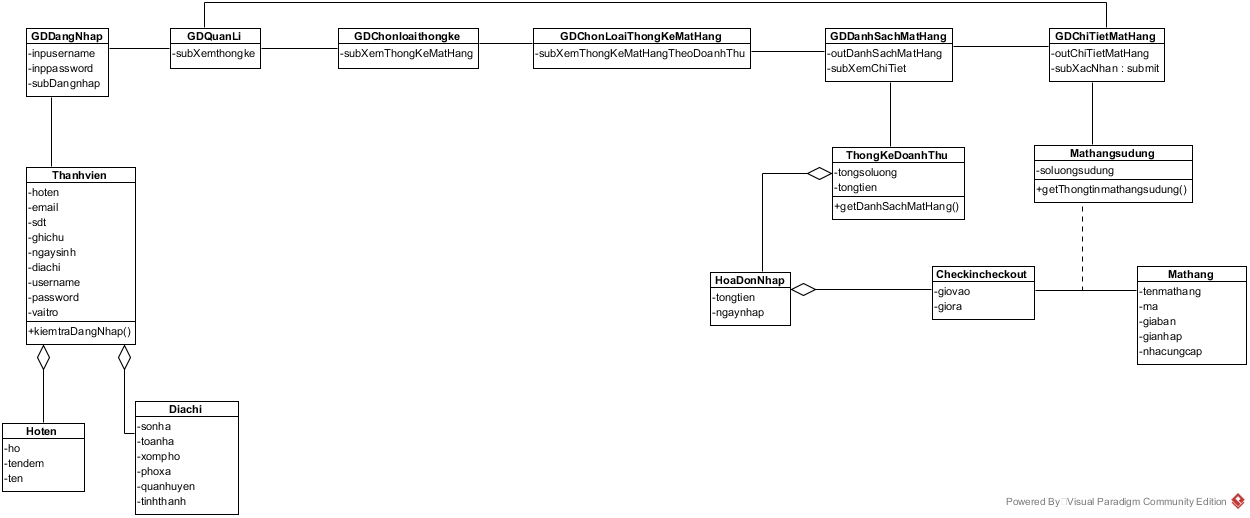 GDDangNhap
-inpusername
-inppassword
-subDangnhap
GDQuanLi
-subXemthongke
GDChonloaithongke
-subXemThongKeMatHang
GDChonLoaiThongKeMatHang
-subXemThongKeMatHangTheoDoanhThu
GDDanhSachMatHang
-outDanhSachMatHang
-subXemChiTiet
GDChiTietMatHang
-outChiTietMatHang
-subXacNhan : submit
Thanhvien
-hoten
-email
-sdt
-ghichu
-ngaysinh
-diachi
-username
-password
-vaitro
+kiemtraDangNhap()
ThongKeDoanhThu
-tongsoluong
-tongtien
+getDanhSachMatHang()
Mathangsudung
-soluongsudung
+getThongtinmathangsudung()
HoaDonNhap
-tongtien
-ngaynhap
Checkincheckout
-giovao
-giora
Mathang
-tenmathang
-ma
-giaban
-gianhap
-nhacungcap
Hoten
-ho
-tendem
-ten
Diachi
-sonha
-toanha
-xompho
-phoxa
-quanhuyen
-tinhthanh
Powered By Visual Paradigm Community Edition